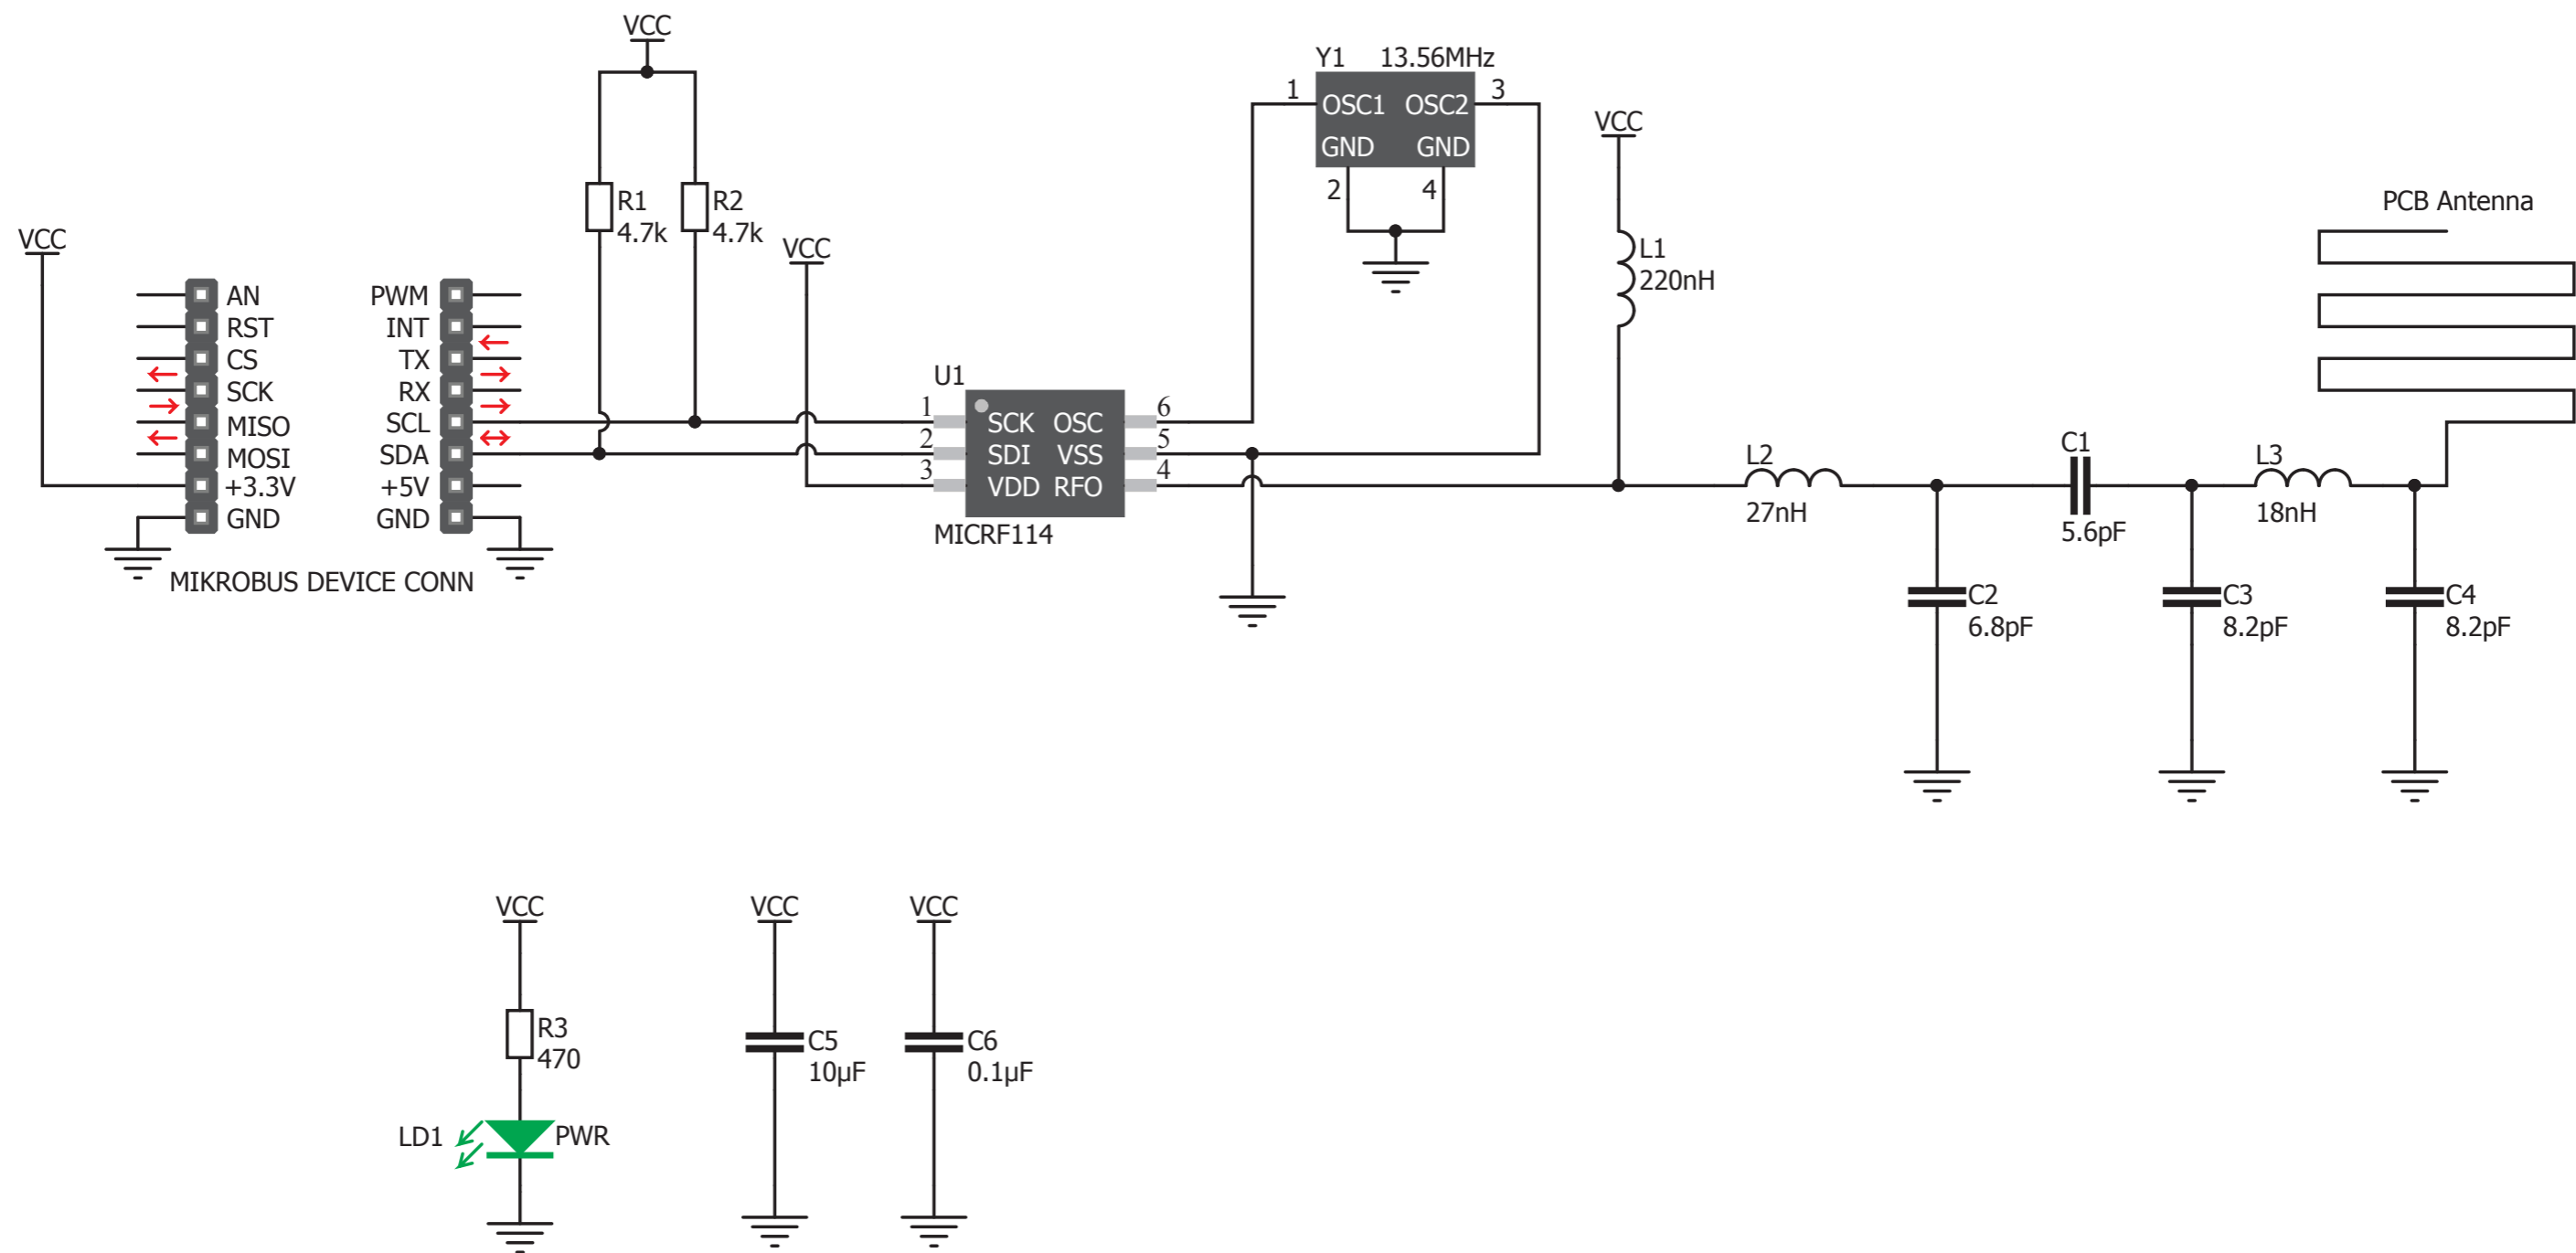 VCC
Y1 13.56MHz
1 OSC1 OSC2 3
GND GND
2 4
VCC
R1
4.7k
R2
4.7k
VCC
VCC
L1
220nH
PCB Antenna
AN
RST
CS
SCK
MISO
MOSI
+3.3V
GND
PWM
INT
TX
RX
SCL
SDA
+5V
GND
MIKROBUS DEVICE CONN
U1
1 SCK OSC 6
2 SDI VSS 5
3 VDD RFO 4
MICRF114
L2
27nH
C1
5.6pF
L3
18nH
C2
6.8pF
C3
8.2pF
C4
8.2pF
VCC
R3
470
LD1 PWR
VCC
C5
10µF
VCC
C6
0.1µF